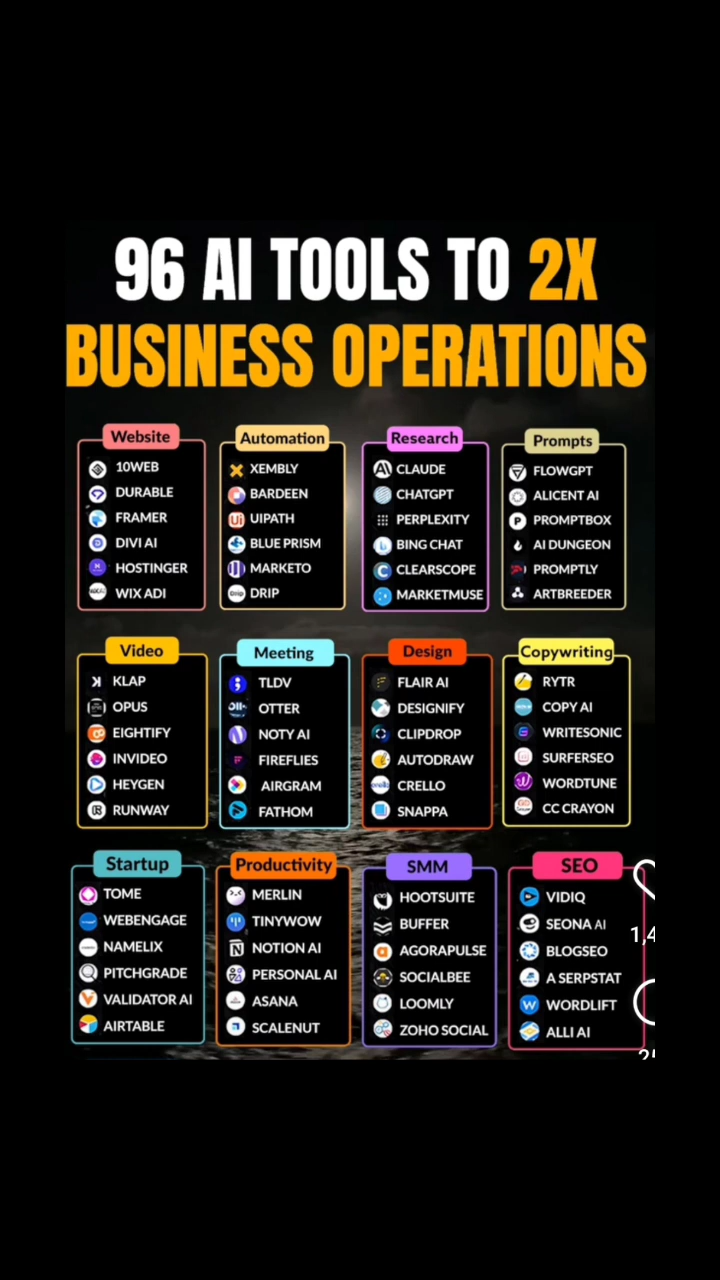 96 AI TOOLS TO 2X
BUSINESS OPERATIONS
Website
10WEB
DURABLE
FRAMER
DIVI AI
HOSTINGER
WIX ADI
Automation
XEMBLY
BARDEEN
UIPATH
BLUE PRISM
MARKETO
DRIP
Research
CLAUDE
CHATGPT
PERPLEXITY
BING CHAT
CLEARSCOPE
MARKETMUSE
Prompts
FLOWGPT
ALICENT AI
PROMPTBOX
AI DUNGEON
PROMPTLY
ARTBREEDER
Video
KLAP
OPUS
EIGHTIFY
INVIDEO
HEYGEN
RUNWAY
Meeting
TLDV
OTTER
NOTY AI
FIREFLIES
AIRGRAM
FATHOM
Design
FLAIR AI
DESIGNIFY
CLIPDROP
AUTODRAW
CRELLO
SNAPPA
Copywriting
RYTR
COPY AI
WRITESONIC
SURFERSEO
WORDTUNE
CC CRAYON
Startup
TOME
WEBENGAGE
NAMELIX
PITCHGRADE
VALIDATOR AI
AIRTABLE
Productivity
MERLIN
TINYWOW
NOTION AI
PERSONAL AI
ASANA
SCALENUT
SMM
HOOTSUITE
BUFFER
AGORAPULSE
SOCIALBEE
LOOMLY
ZOHO SOCIAL
SEO
VIDIQ
SEONA AI
BLOGSEO
A SERPSTAT
WORDLIFT
ALLI AI